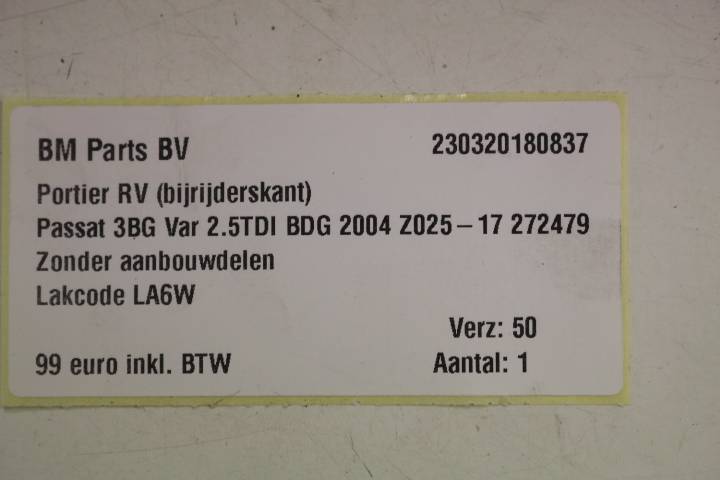 BM Parts BV 230320180837
Portier RV (bijrijderskant)
Passat 3BG Var 2.5TDI BDG 2004 Z025-17 272479
Zonder aanbouwdelen
Lakcode LA6W
Verz: 50
99 euro inkl. BTW Aantal: 1